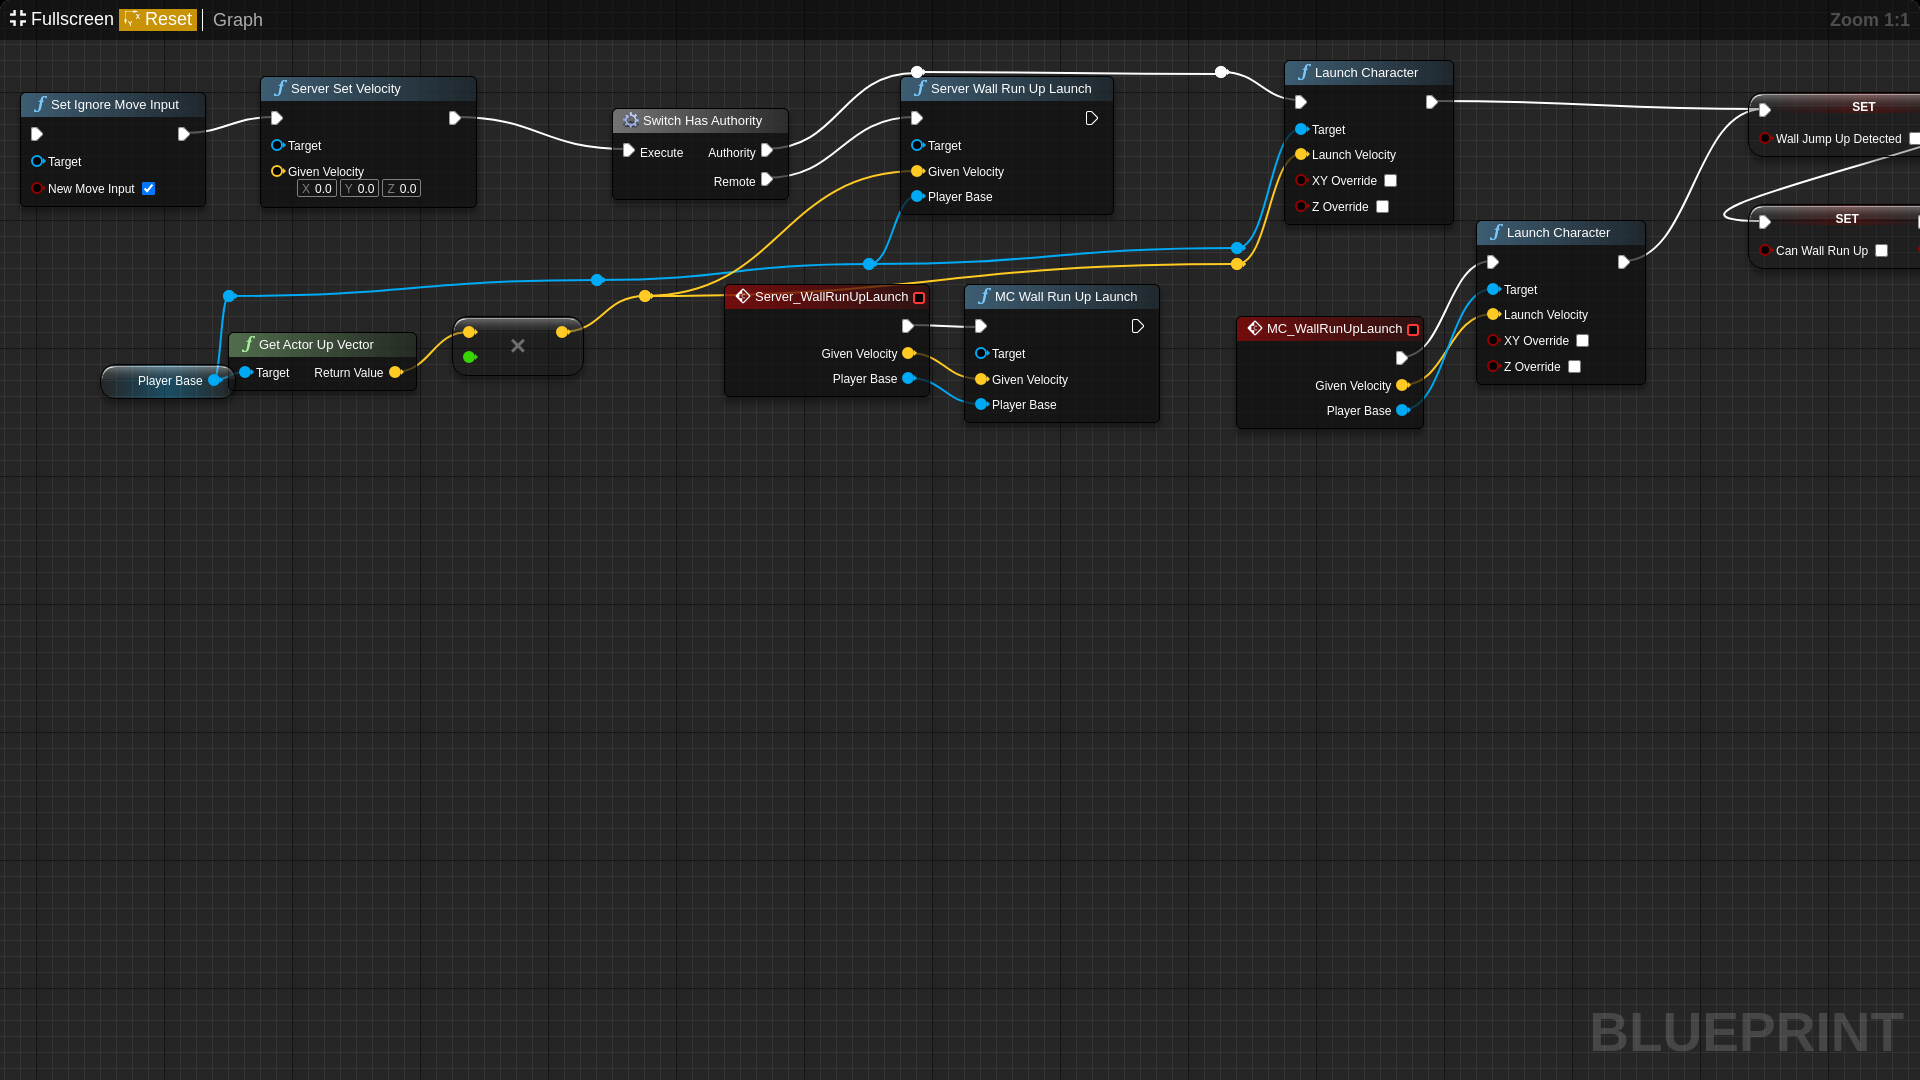 Fullscreen Reset Graph
Zoom 1:1
Set Ignore Move Input
Target
New Move Input
Server Set Velocity
Target
Given Velocity
X 0.0 Y 0.0 Z 0.0
Switch Has Authority
Execute Authority
Remote
Server Wall Run Up Launch
Target
Given Velocity
Player Base
Launch Character
Target
Launch Velocity
XY Override
Z Override
SET
Wall Jump Up Detected
SET
Can Wall Run Up
Launch Character
Target
Launch Velocity
XY Override
Z Override
Player Base
Get Actor Up Vector
Target Return Value
Server_WallRunUpLaunch
Given Velocity
Player Base
MC Wall Run Up Launch
Target
Given Velocity
Player Base
MC_WallRunUpLaunch
Given Velocity
Player Base
BLUEPRINT